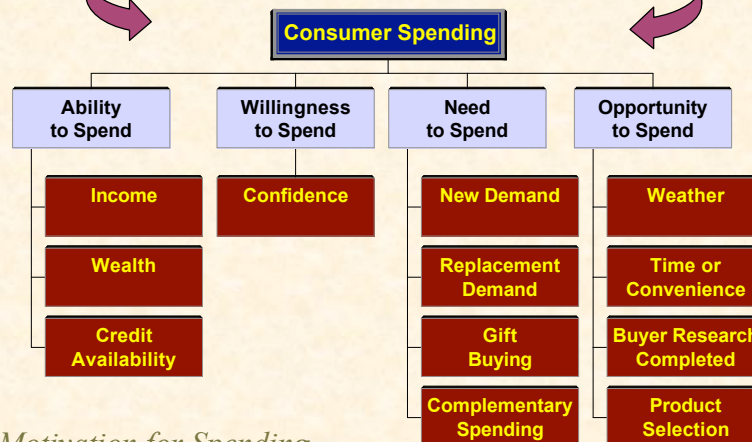 Consumer Spending
Ability
to Spend
Willingness
to Spend
Need
to Spend
Opportunity
to Spend
Income
Wealth
Credit
Availability
Confidence
New Demand
Replacement
Demand
Gift
Buying
Complementary
Spending
Weather
Time or
Convenience
Buyer Research
Completed
Product
Selection
Motivation for Spending